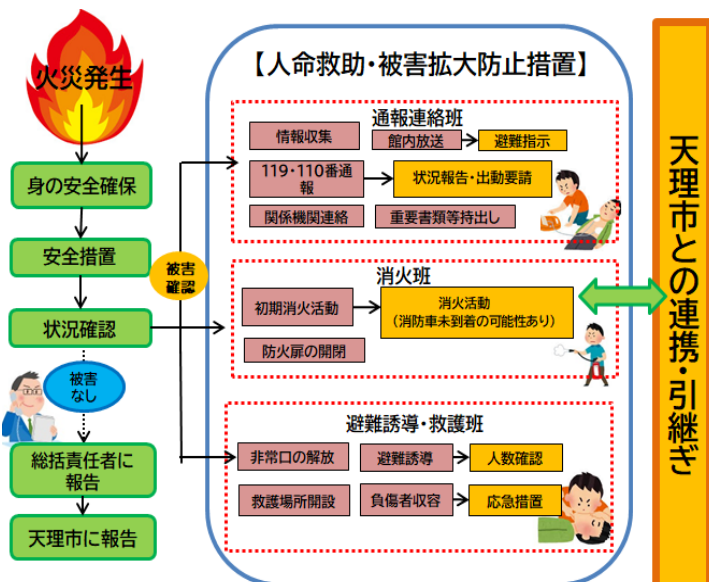 火災発生
身の安全確保
安全措置
状況確認
被害
なし
総括責任者に
報告
天理市に報告
被害
確認
【人命救助・被害拡大防止措置】
通報連絡班
情報収集
館内放送
避難指示
119・110番通
報
状況報告・出動要請
関係機関連絡
重要書類等持出し
消火班
初期消火活動
消火活動
(消防車未到着の可能性あり)
防火扉の開閉
避難誘導・救護班
非常口の解放
避難誘導
人数確認
救護場所開設
負傷者収容
応急措置
天理市との連携・引継ぎ